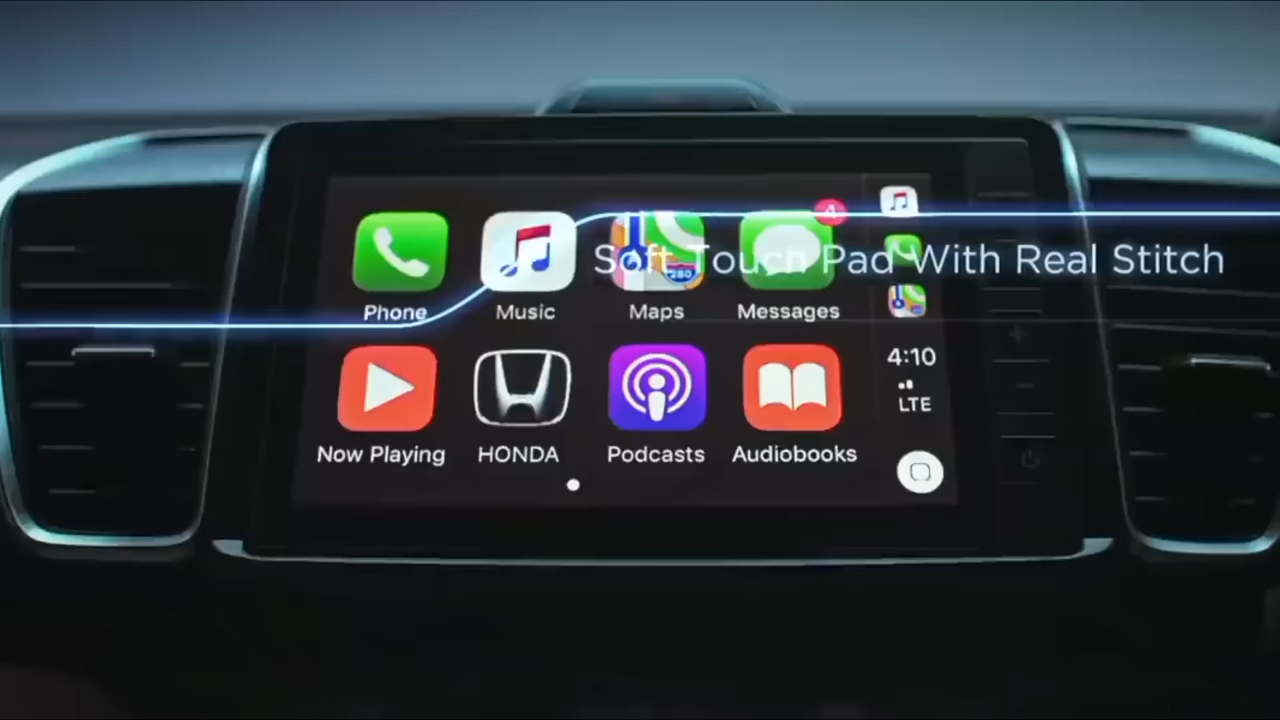 4
280
Soft Touch Pad With Real Stitch
Phone
Music
Maps
Messages
4:10
LTE
Now Playing
HONDA
Podcasts
Audiobooks